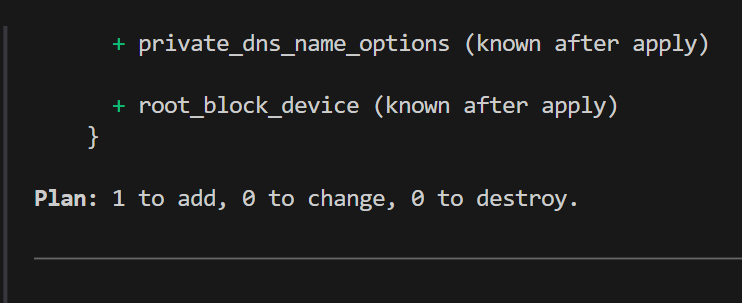 + private_dns_name_options (known after apply)
+ root_block_device (known after apply)
}
Plan: 1 to add, 0 to change, 0 to destroy.